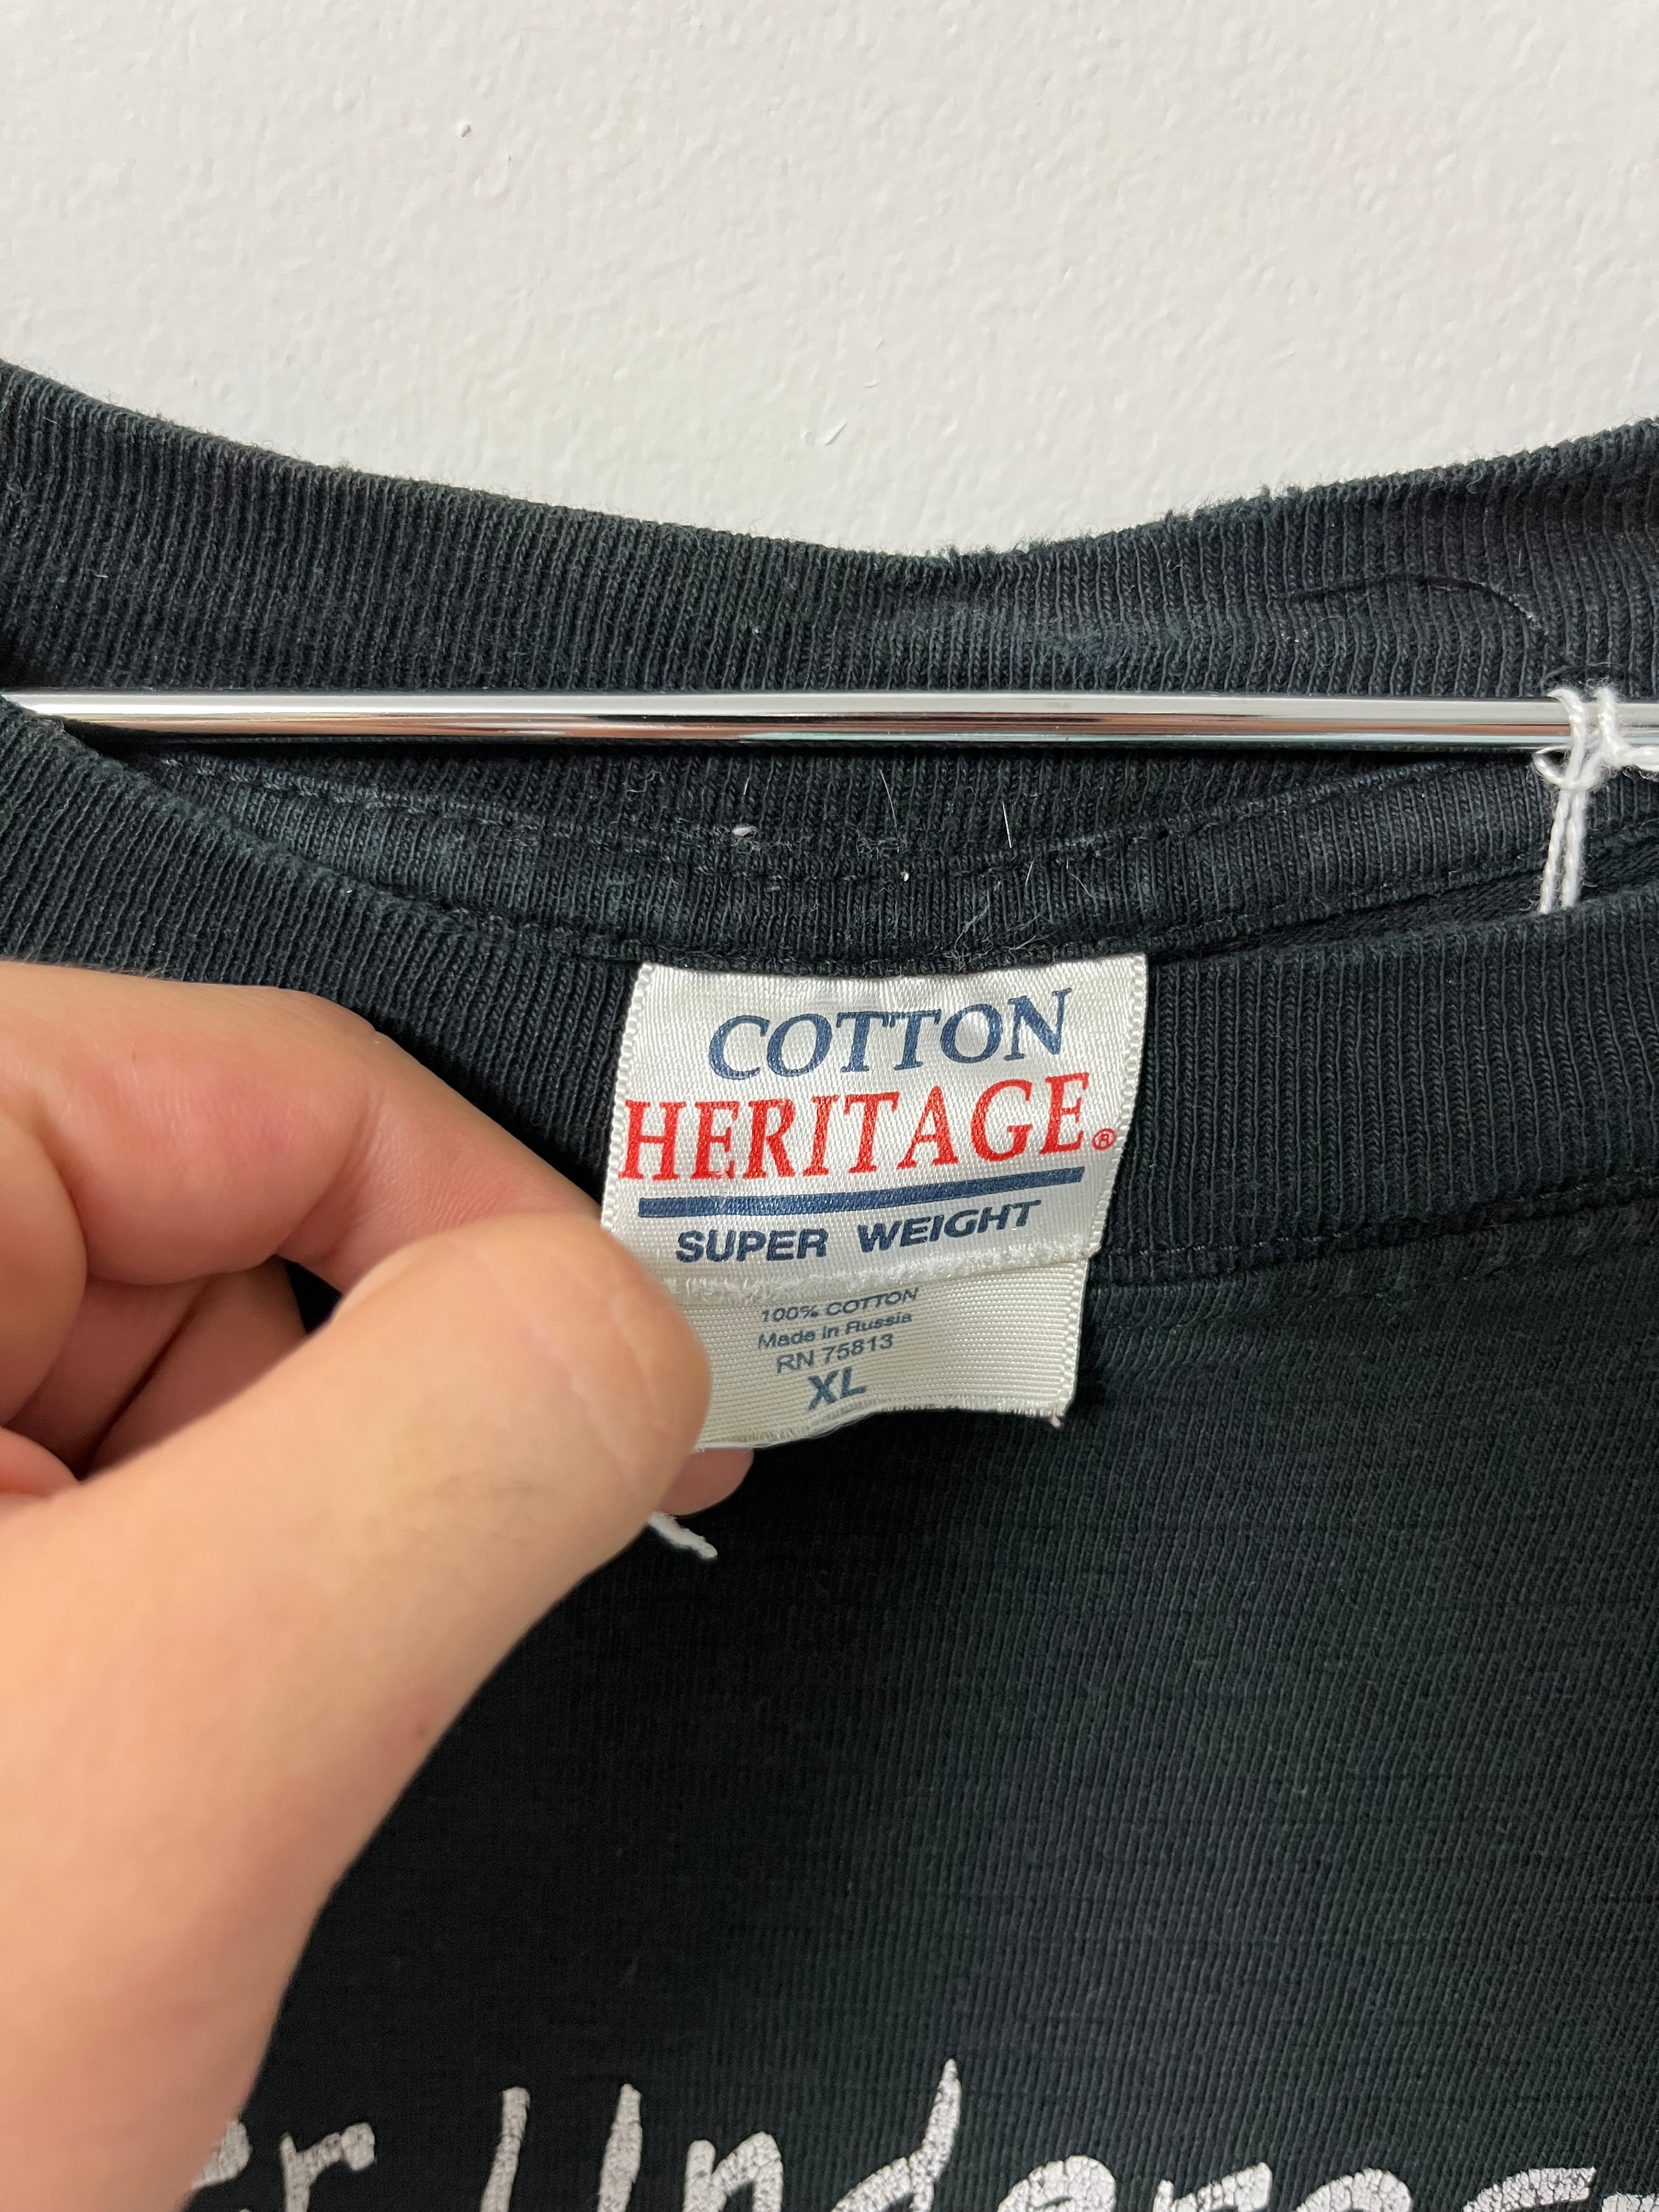 COTTON
HERITAGE®
SUPER WEIGHT
100% COTTON
Made in Russia
RN 75813
XL